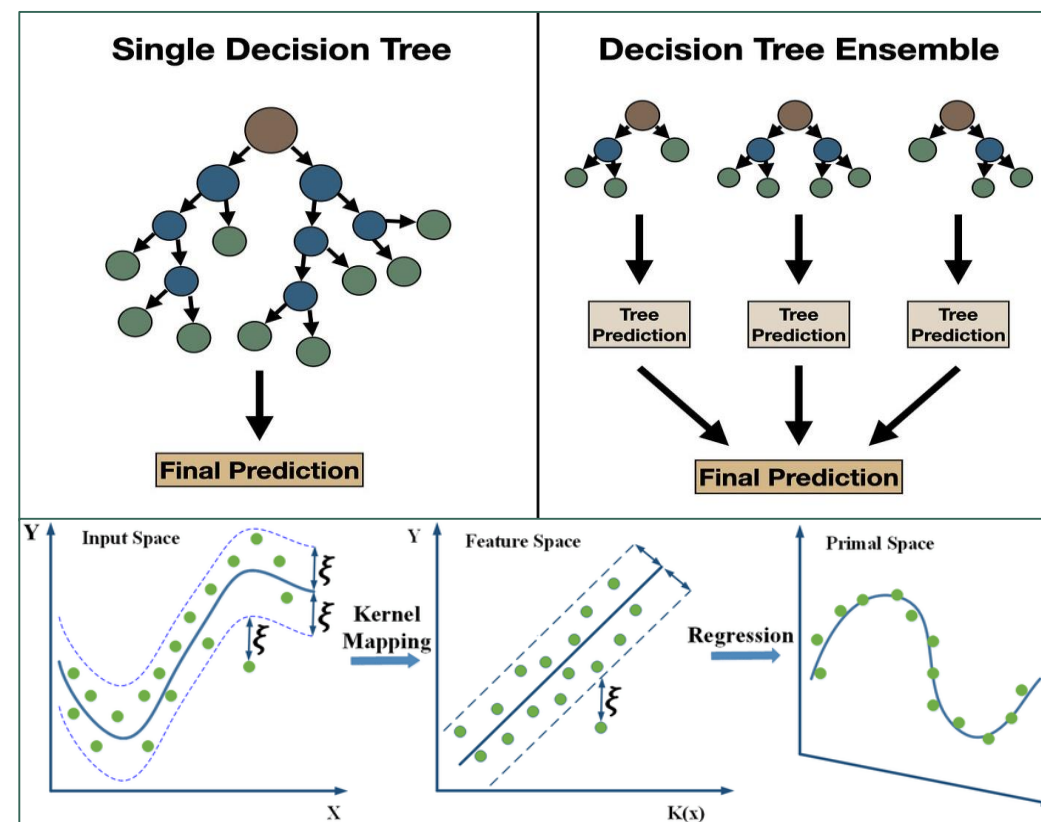 Single Decision Tree
Decision Tree Ensemble
Tree
Prediction
Tree
Prediction
Tree
Prediction
Final Prediction
Final Prediction
Y
Input Space
ξ
ξ
ξ
X
Kernel
Mapping
Y
Feature Space
ξ
K(x)
Regression
Primal Space